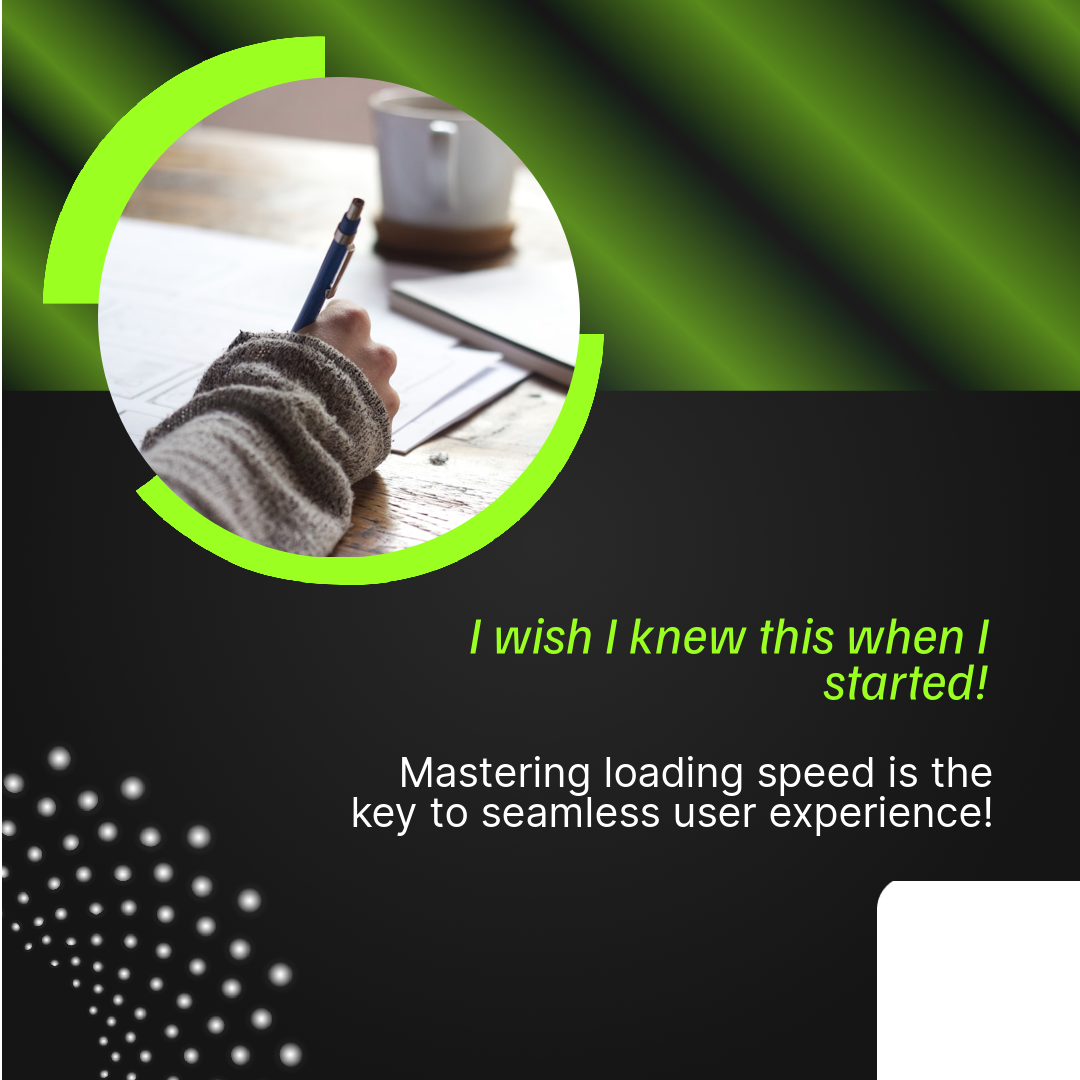 I wish I knew this when I
started!
Mastering loading speed is the
key to seamless user experience!